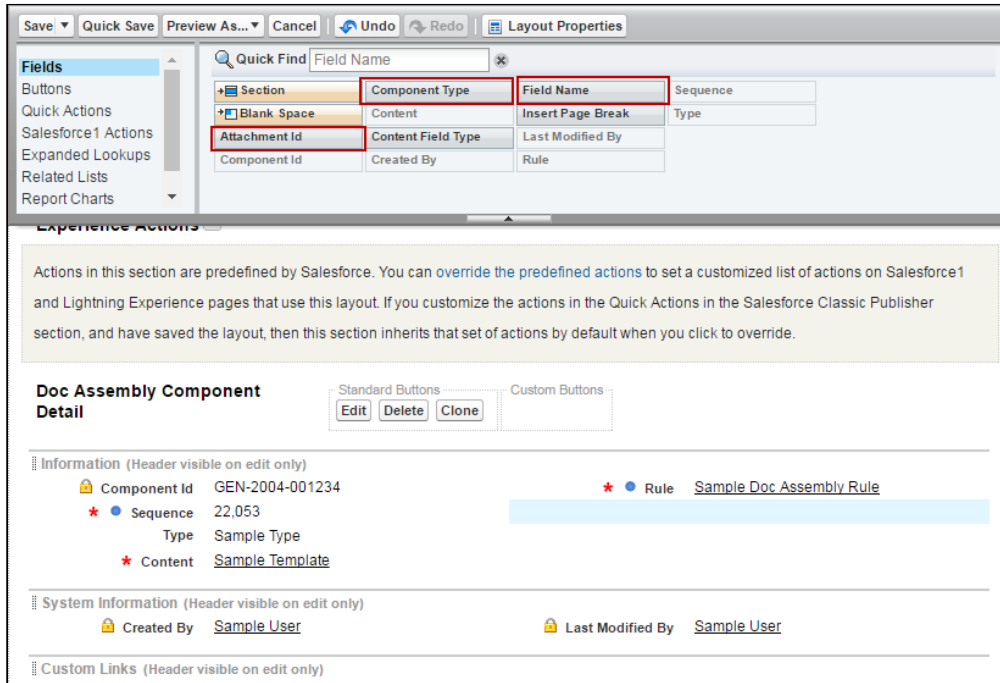 Save Quick Save Preview As... Cancel Undo Redo Layout Properties
Fields
Buttons
Quick Actions
Salesforce1 Actions
Expanded Lookups
Related Lists
Report Charts
Quick Find Field Name
Section Component Type Field Name Sequence
Blank Space Content Insert Page Break Type
Attachment Id Content Field Type Last Modified By
Component Id Created By Rule
Experience Actions
Actions in this section are predefined by Salesforce. You can override the predefined actions to set a customized list of actions on Salesforce1
and Lightning Experience pages that use this layout. If you customize the actions in the Quick Actions in the Salesforce Classic Publisher
section, and have saved the layout, then this section inherits that set of actions by default when you click to override.
Doc Assembly Component
Detail
Standard Buttons
Edit Delete Clone
Custom Buttons
Information (Header visible on edit only)
Component Id GEN-2004-001234 * Rule Sample Doc Assembly Rule
* Sequence 22,053
Type Sample Type
* Content Sample Template
System Information (Header visible on edit only)
Created By Sample User Last Modified By Sample User
Custom Links (Header visible on edit only)